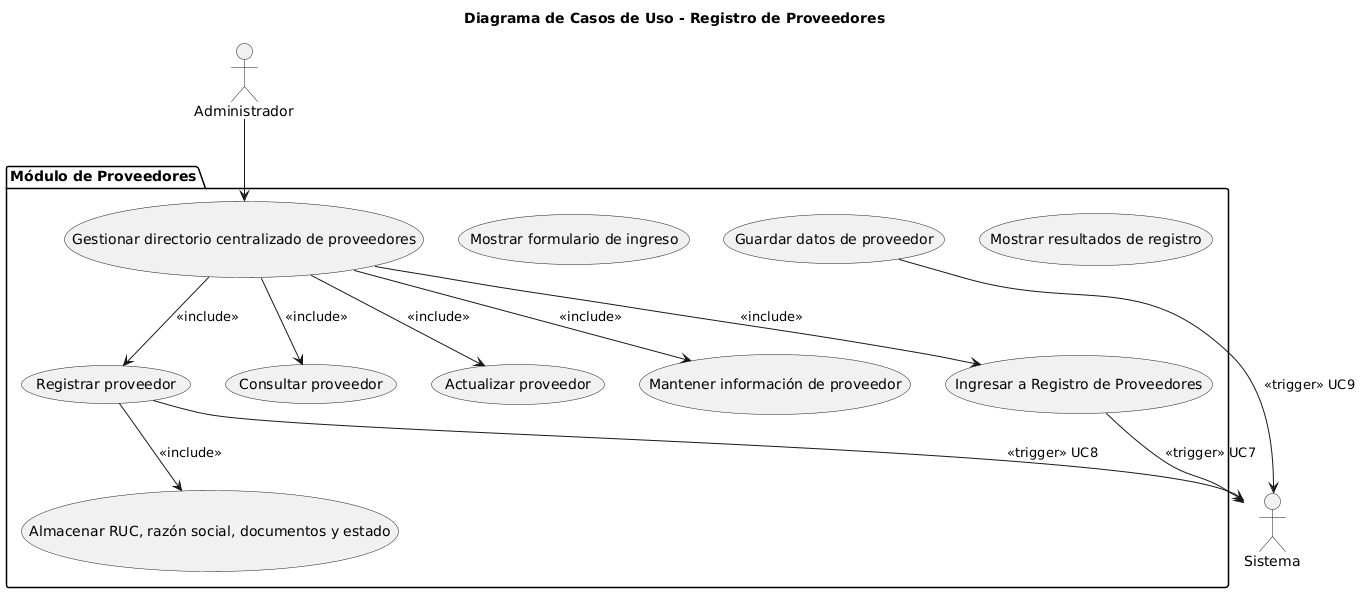 Diagrama de Casos de Uso - Registro de Proveedores
Administrador
Módulo de Proveedores
Gestionar directorio centralizado de proveedores
Mostrar formulario de ingreso
Guardar datos de proveedor
Mostrar resultados de registro
«include»
«include»
«include»
«include»
«include»
Registrar proveedor
Consultar proveedor
Actualizar proveedor
Mantener información de proveedor
Ingresar a Registro de Proveedores
«trigger» UC9
«include»
«trigger» UC8
«trigger» UC7
Almacenar RUC, razón social, documentos y estado
Sistema